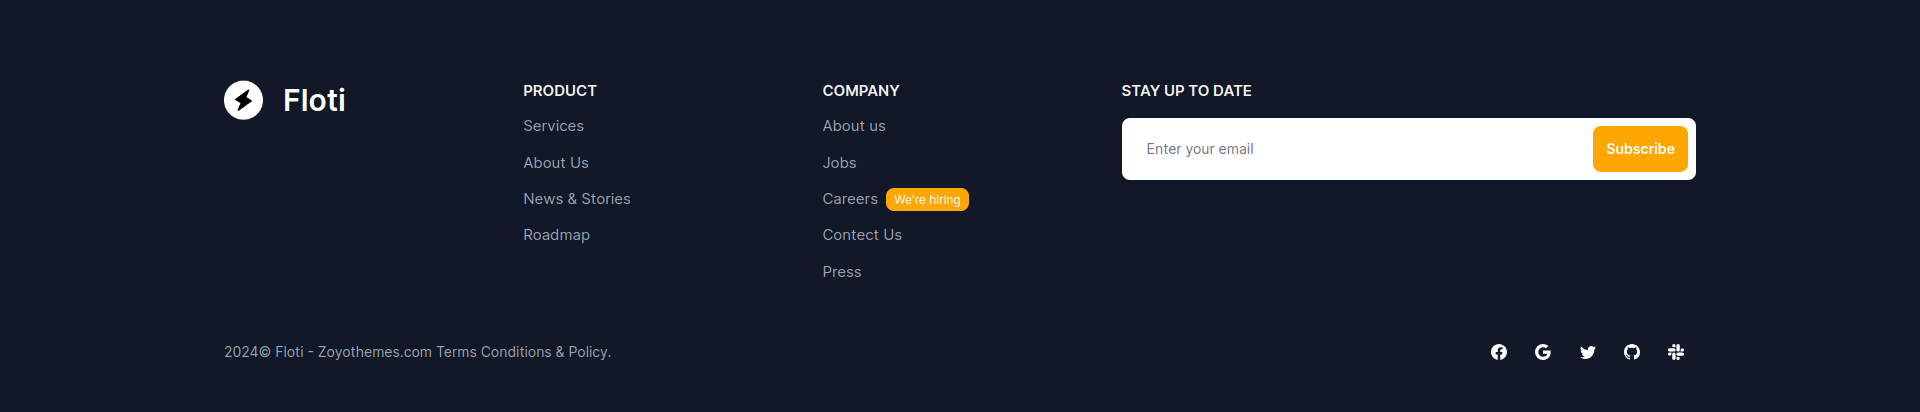 Floti
PRODUCT
Services
About Us
News & Stories
Roadmap
COMPANY
About us
Jobs
Careers We're hiring
Contect Us
Press
STAY UP TO DATE
Enter your email Subscribe
2024© Floti - Zoyothemes.com Terms Conditions & Policy.